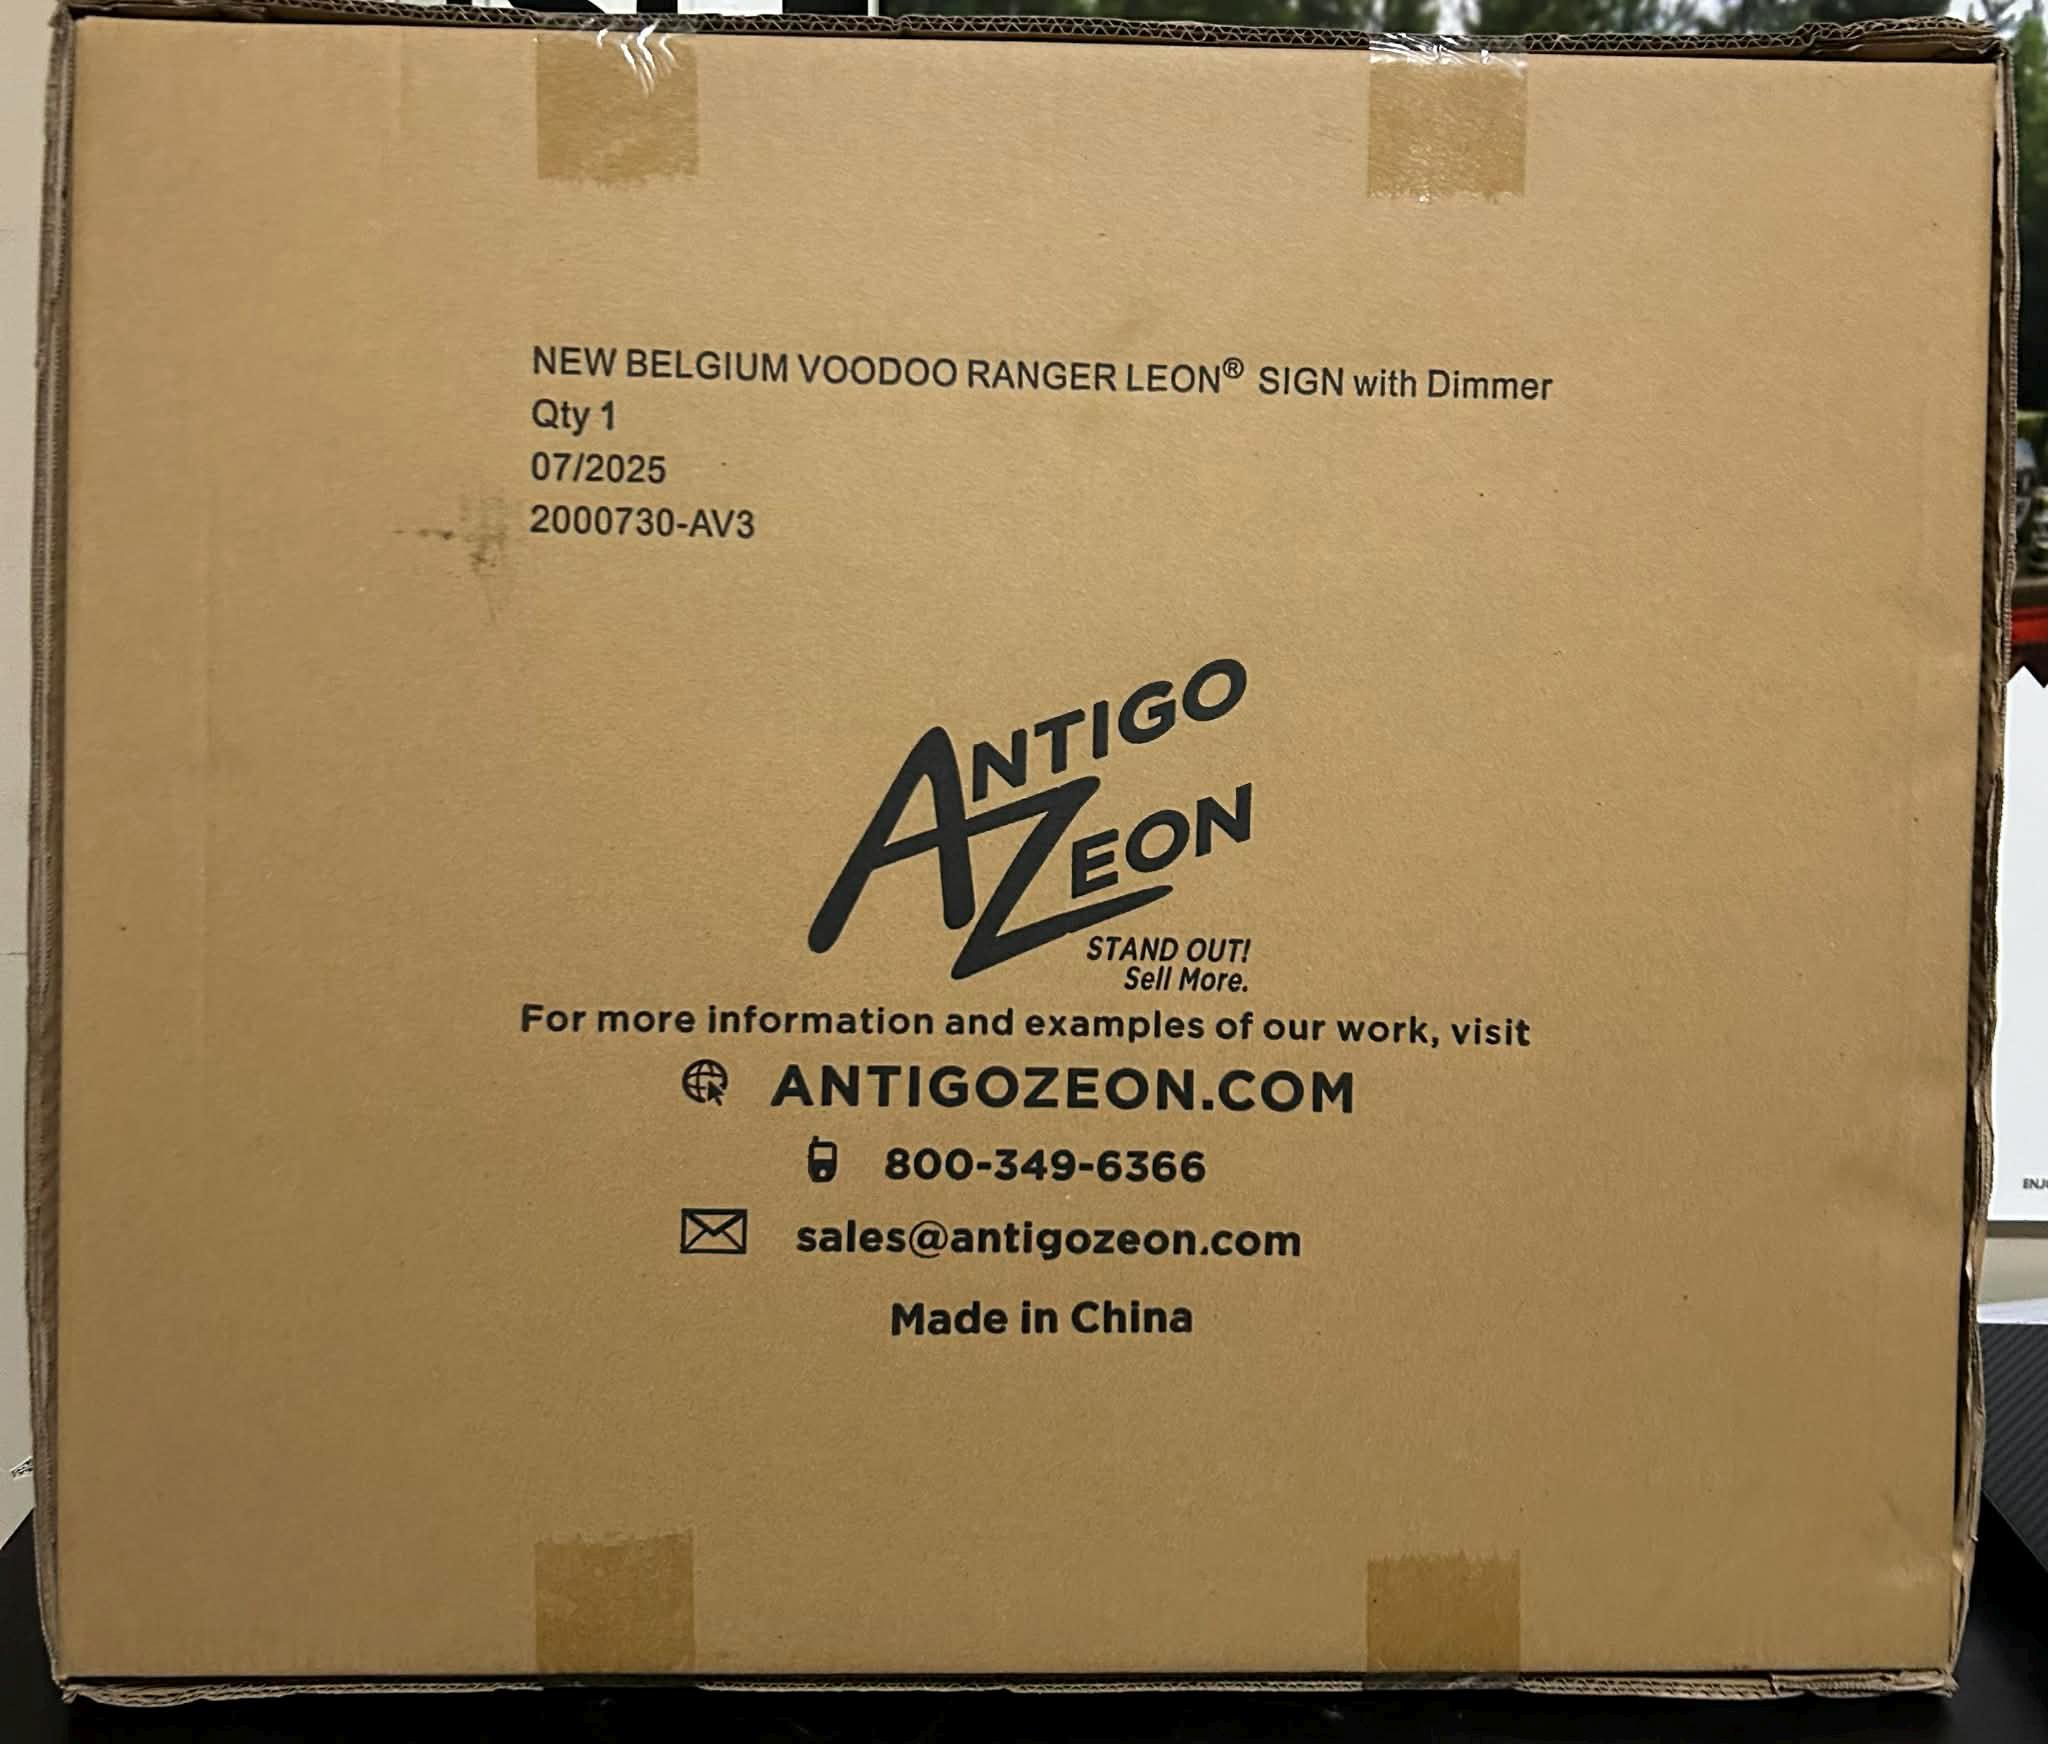 NEW BELGIUM VOODOO RANGER LEON® SIGN with Dimmer
Qty 1
07/2025
2000730-AV3
ANTIGO
ZEON
STAND OUT!
Sell More.
For more information and examples of our work, visit
ANTIGOZEON.COM
800-349-6366
sales@antigozeon.com
Made in China